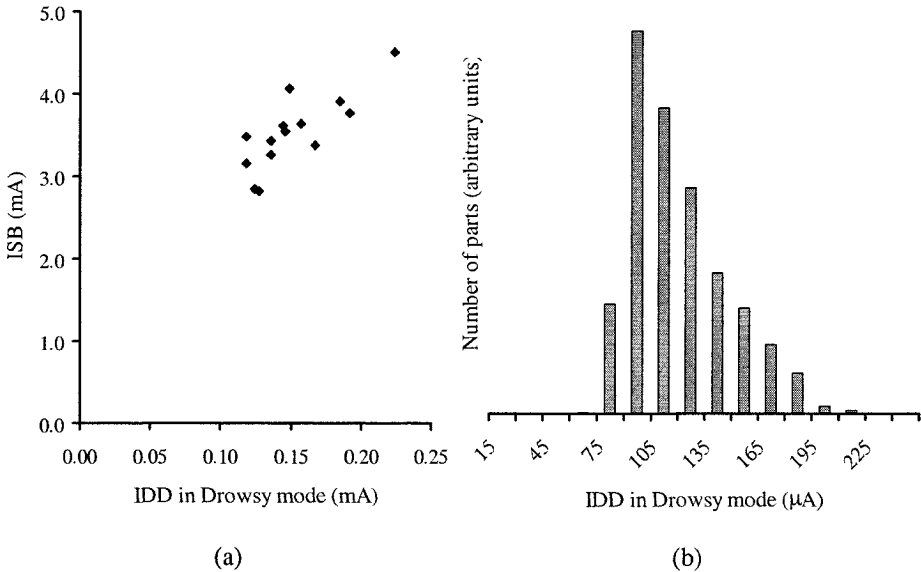 5.0
4.0
3.0
2.0
1.0
0.0
ISB (mA)
0.00 0.05 0.10 0.15 0.20 0.25
IDD in Drowsy mode (mA)
(a)
Number of parts (arbitrary units)
15 45 75 105 135 165 195 225
IDD in Drowsy mode (µA)
(b)